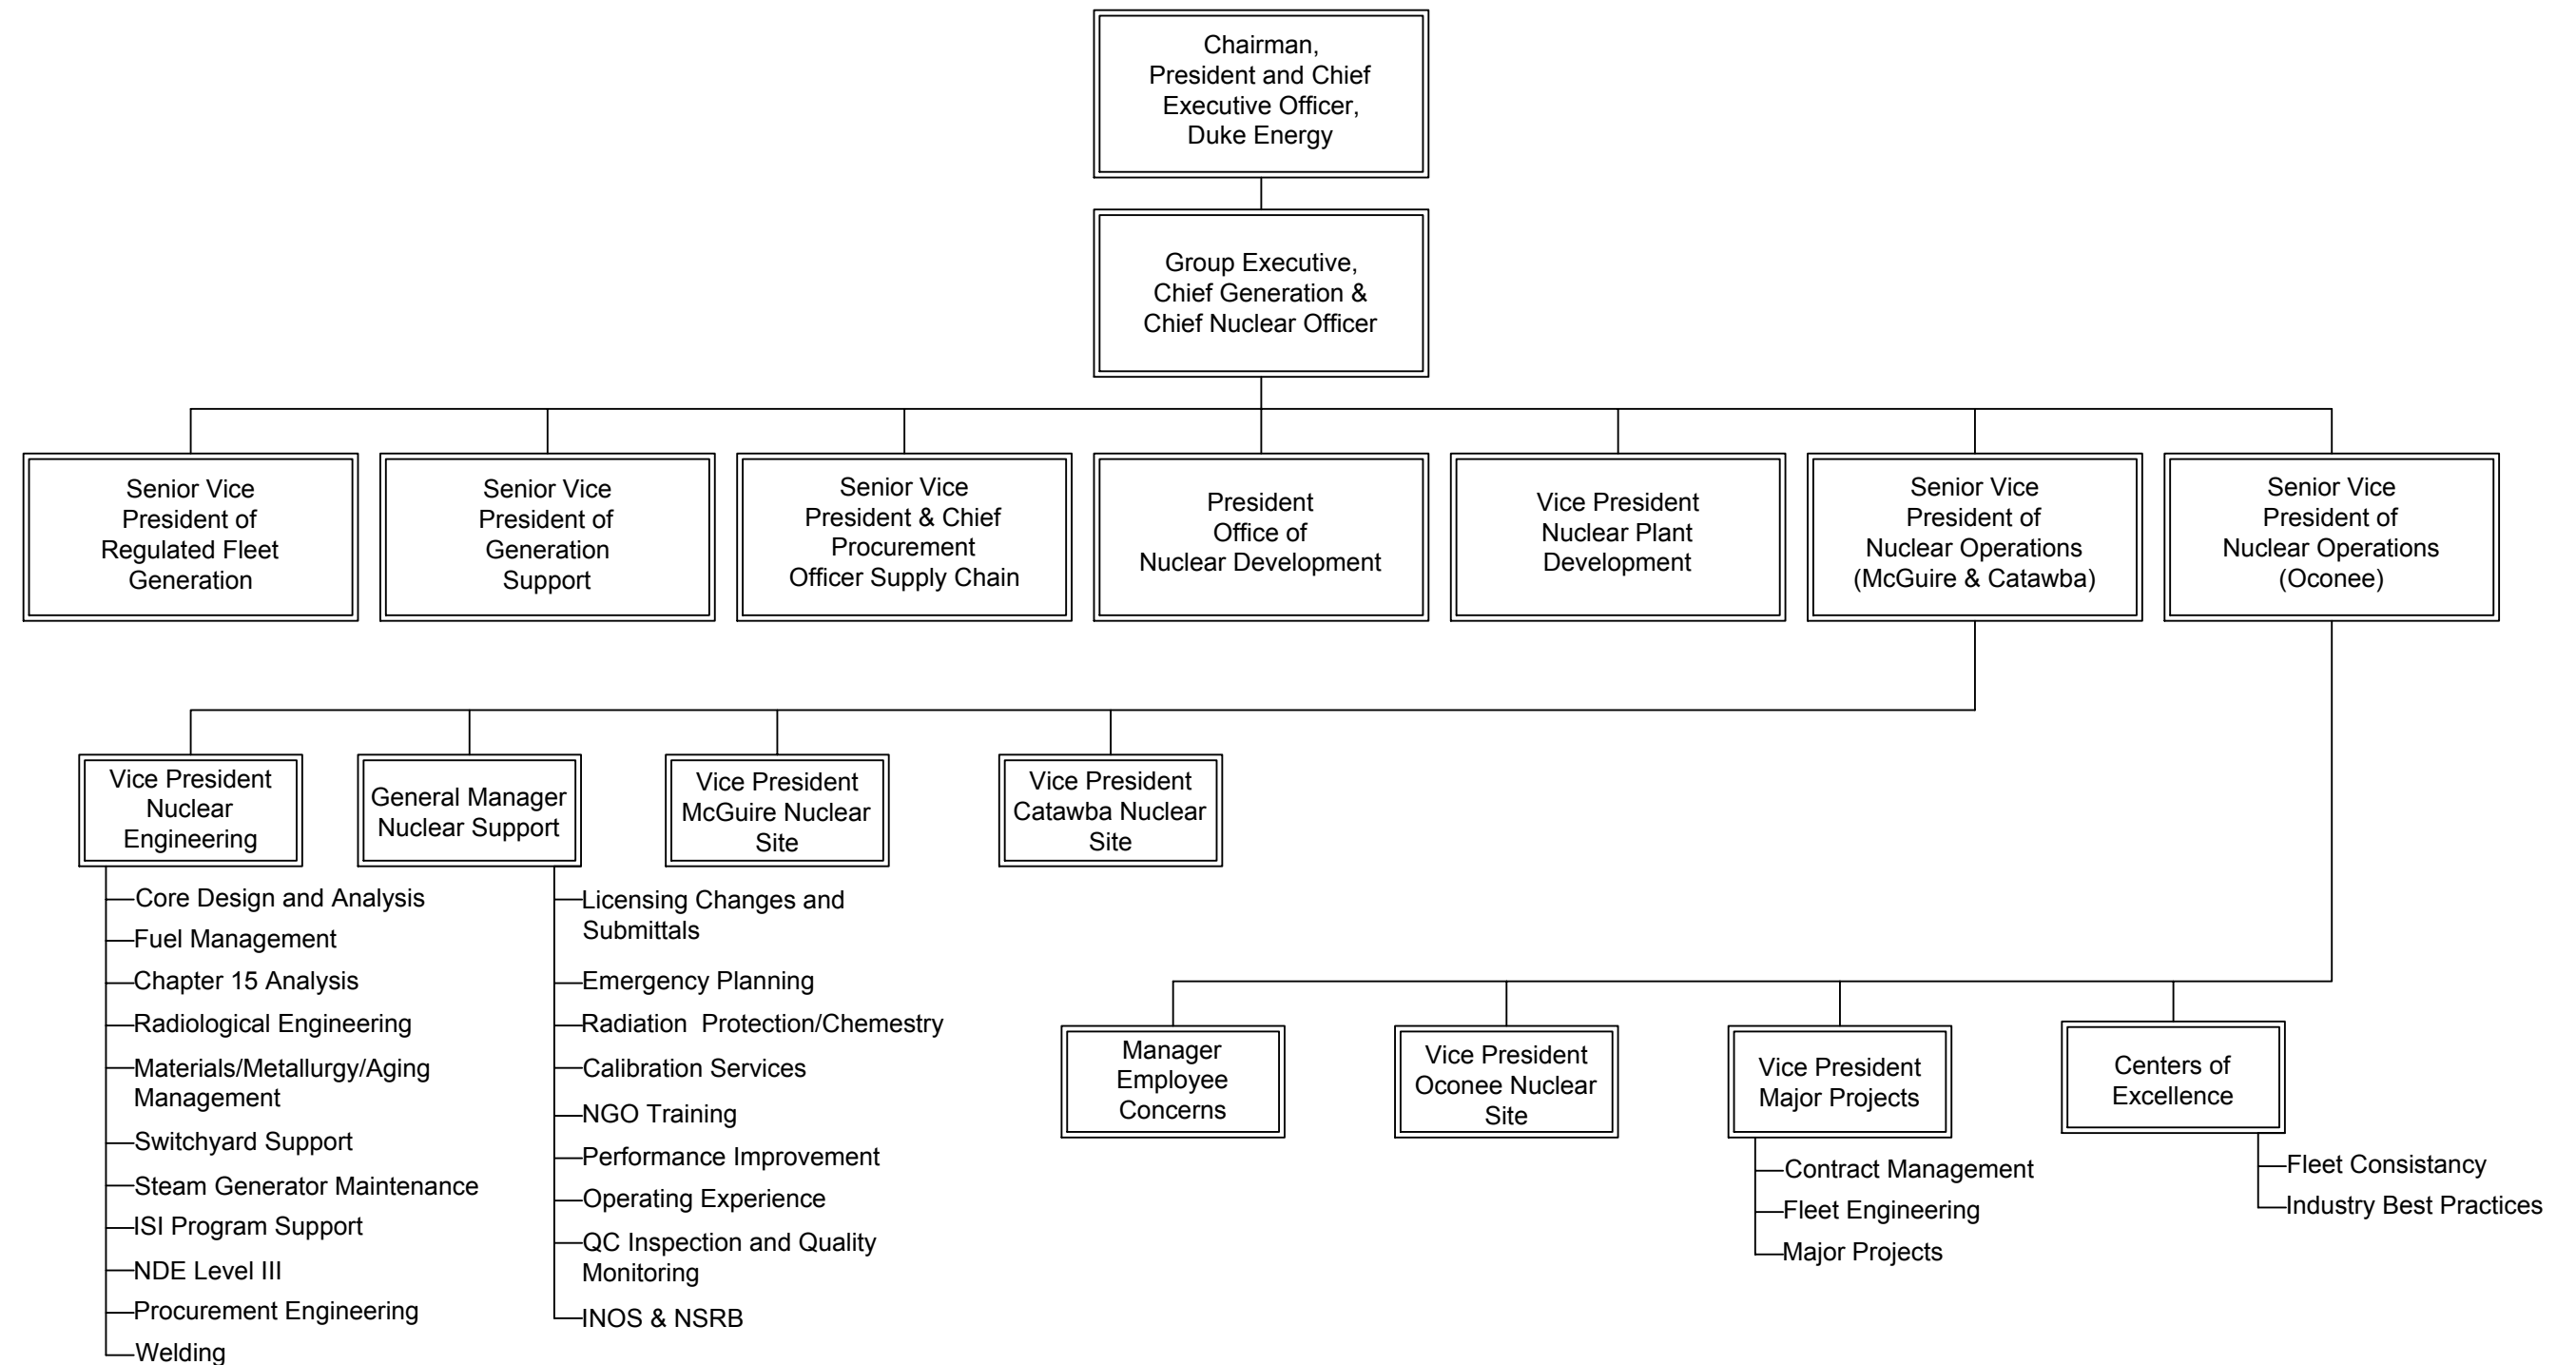 Chairman,
President and Chief
Executive Officer,
Duke Energy
Group Executive,
Chief Generation &
Chief Nuclear Officer
Senior Vice
President of
Regulated Fleet
Generation
Senior Vice
President of
Generation
Support
Senior Vice
President & Chief
Procurement
Officer Supply Chain
President
Office of
Nuclear Development
Vice President
Nuclear Plant
Development
Senior Vice
President of
Nuclear Operations
(McGuire & Catawba)
Senior Vice
President of
Nuclear Operations
(Oconee)
Vice President
Nuclear
Engineering
General Manager
Nuclear Support
Vice President
McGuire Nuclear
Site
Vice President
Catawba Nuclear
Site
Core Design and Analysis
Fuel Management
Chapter 15 Analysis
Radiological Engineering
Materials/Metallurgy/Aging
Management
Switchyard Support
Steam Generator Maintenance
ISI Program Support
NDE Level III
Procurement Engineering
Welding
Licensing Changes and
Submittals
Emergency Planning
Radiation  Protection/Chemestry
Calibration Services
NGO Training
Performance Improvement
Operating Experience
QC Inspection and Quality
Monitoring
INOS & NSRB
Manager
Employee
Concerns
Vice President
Oconee Nuclear
Site
Vice President
Major Projects
Centers of
Excellence
Contract Management
Fleet Engineering
Major Projects
Fleet Consistancy
Industry Best Practices